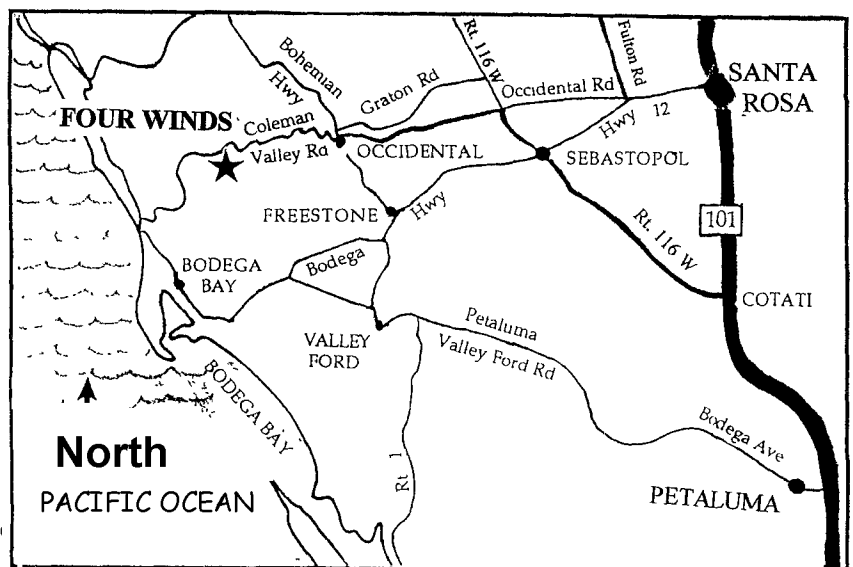 Rt. 116 W
Fulton Rd
Bohemian
Hwy
Graton Rd
Occidental Rd
SANTA
ROSA
FOUR WINDS
Coleman
Valley Rd
OCCIDENTAL
Hwy 12
SEBASTOPOL
FREESTONE
Hwy
Rt. 116 W
101
BODEGA
BAY
Bodega
COTATI
VALLEY
FORD
Petaluma
Valley Ford Rd
BODEGA BAY
Bodega Ave
North
PACIFIC OCEAN
Rt 1
PETALUMA